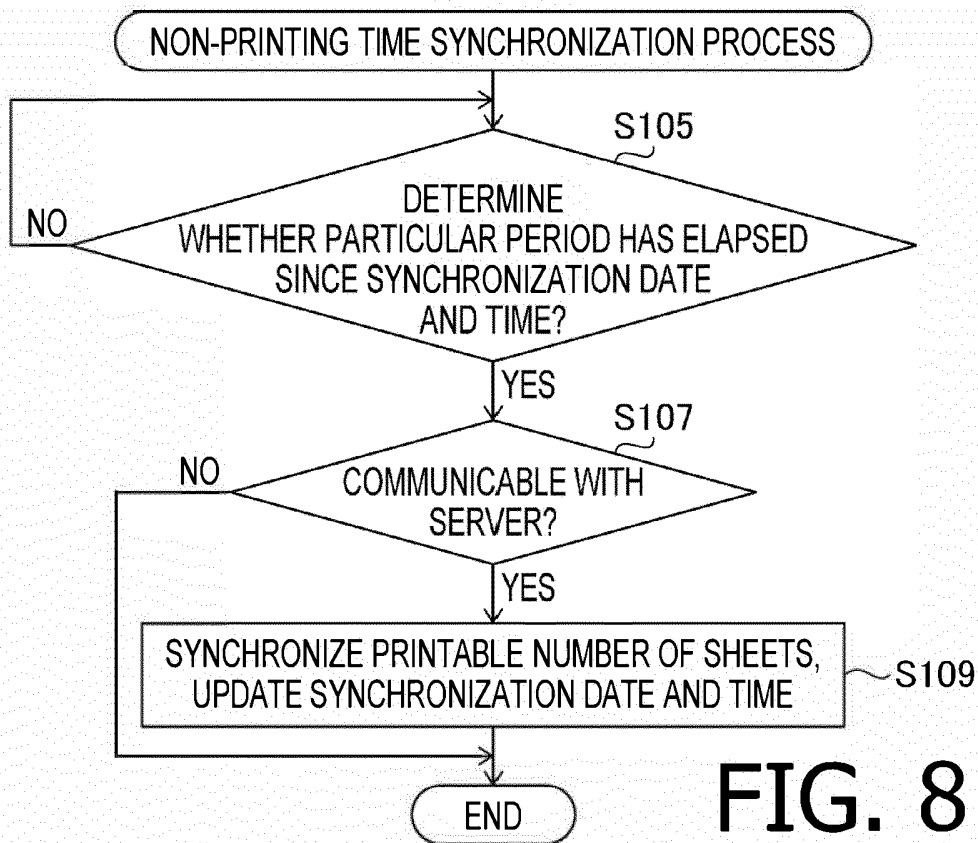 NON-PRINTING TIME SYNCHRONIZATION PROCESS
S105
DETERMINE
WHETHER PARTICULAR PERIOD HAS ELAPSED
SINCE SYNCHRONIZATION DATE
AND TIME?
NO
YES
S107
NO
COMMUNICABLE WITH
SERVER?
YES
SYNCHRONIZE PRINTABLE NUMBER OF SHEETS,
UPDATE SYNCHRONIZATION DATE AND TIME
S109
END
FIG. 8